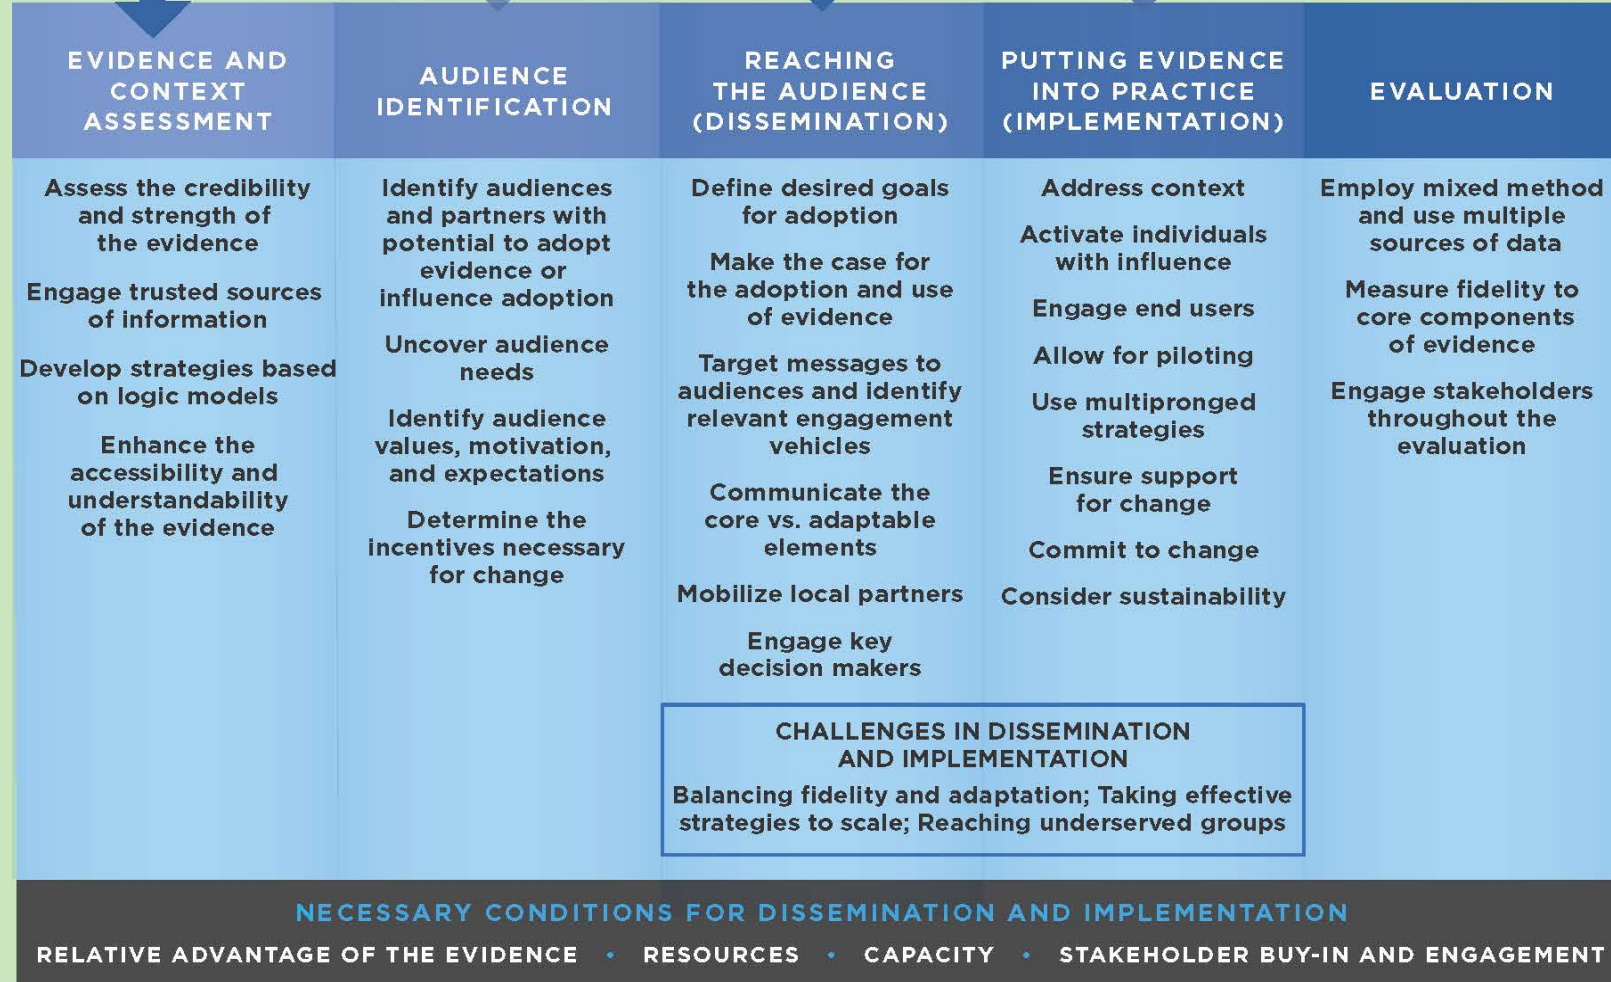 EVIDENCE AND
CONTEXT
ASSESSMENT
Assess the credibility
and strength of
the evidence
Engage trusted sources
of information
Develop strategies based
on logic models
Enhance the
accessibility and
understandability
of the evidence
AUDIENCE
IDENTIFICATION
Identify audiences
and partners with
potential to adopt
evidence or
influence adoption
Uncover audience
needs
Identify audience
values, motivation,
and expectations
Determine the
incentives necessary
for change
REACHING
THE AUDIENCE
(DISSEMINATION)
Define desired goals
for adoption
Make the case for
the adoption and use
of evidence
Target messages to
audiences and identify
relevant engagement
vehicles
Communicate the
core vs. adaptable
elements
Mobilize local partners
Engage key
decision makers
PUTTING EVIDENCE
INTO PRACTICE
(IMPLEMENTATION)
Address context
Activate individuals
with influence
Engage end users
Allow for piloting
Use multipronged
strategies
Ensure support
for change
Commit to change
Consider sustainability
EVALUATION
Employ mixed method
and use multiple
sources of data
Measure fidelity to
core components
of evidence
Engage stakeholders
throughout the
evaluation
CHALLENGES IN DISSEMINATION
AND IMPLEMENTATION
Balancing fidelity and adaptation; Taking effective
strategies to scale; Reaching underserved groups
NECESSARY CONDITIONS FOR DISSEMINATION AND IMPLEMENTATION
RELATIVE ADVANTAGE OF THE EVIDENCE • RESOURCES • CAPACITY • STAKEHOLDER BUY-IN AND ENGAGEMENT